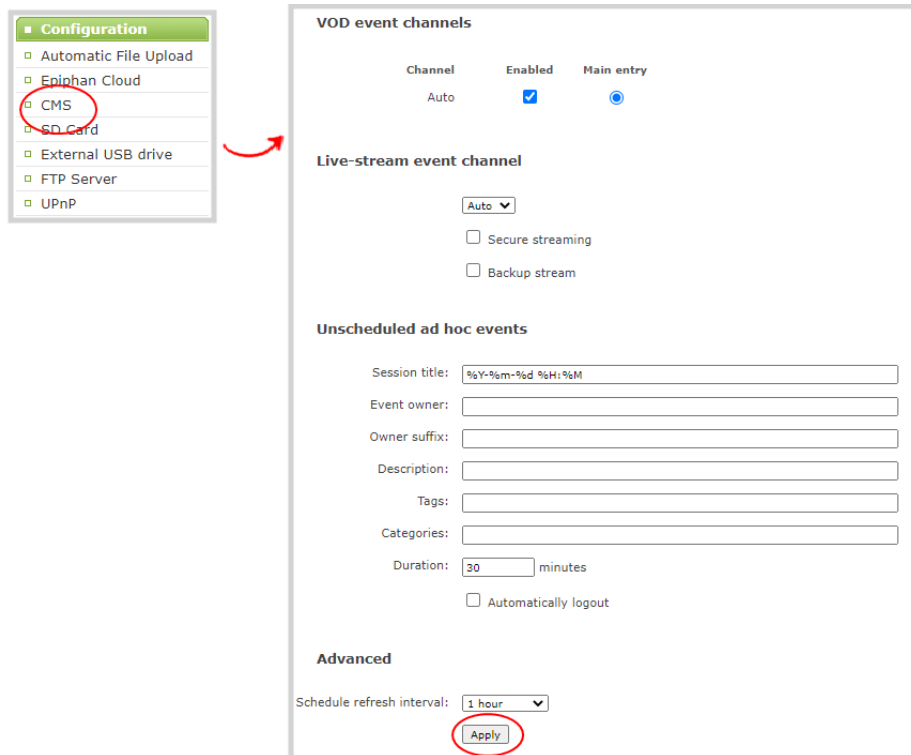 Configuration
Automatic File Upload
Epiphan Cloud
CMS
SD Card
External USB drive
FTP Server
UPnP
VOD event channels
Channel Enabled Main entry
Auto
Live-stream event channel
Auto
Secure streaming
Backup stream
Unscheduled ad hoc events
Session title: %Y-%m-%d %H:%M
Event owner:
Owner suffix:
Description:
Tags:
Categories:
Duration: 30 minutes
Automatically logout
Advanced
Schedule refresh interval: 1 hour
Apply